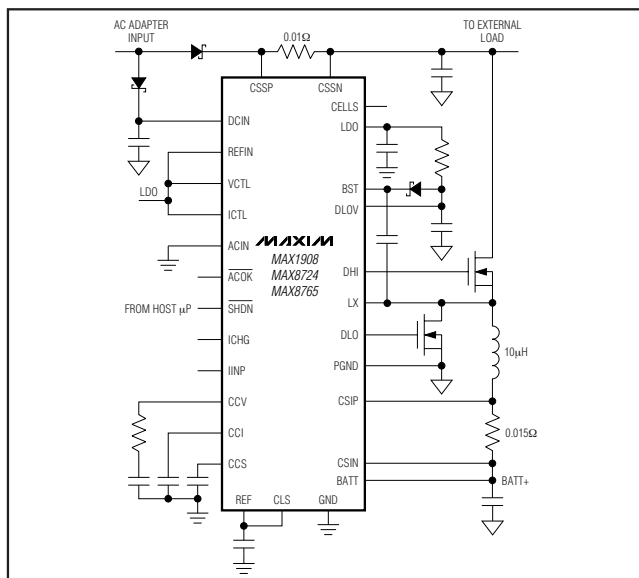 AC ADAPTER
INPUT
0.01Ω
TO EXTERNAL
LOAD
CSSP
CSSN
CELLS
LDO
DCIN
REFIN
VCTL
LDO
ICTL
BST
DLOV
ACIN
MAXIM
MAX1908
MAX8724
MAX8765
ACOK
DHI
FROM HOST µP
SHDN
LX
ICHG
DLO
10µH
IINP
PGND
CSIP
CCV
0.015Ω
CCI
CCS
CSIN
BATT
BATT+
REF
CLS
GND